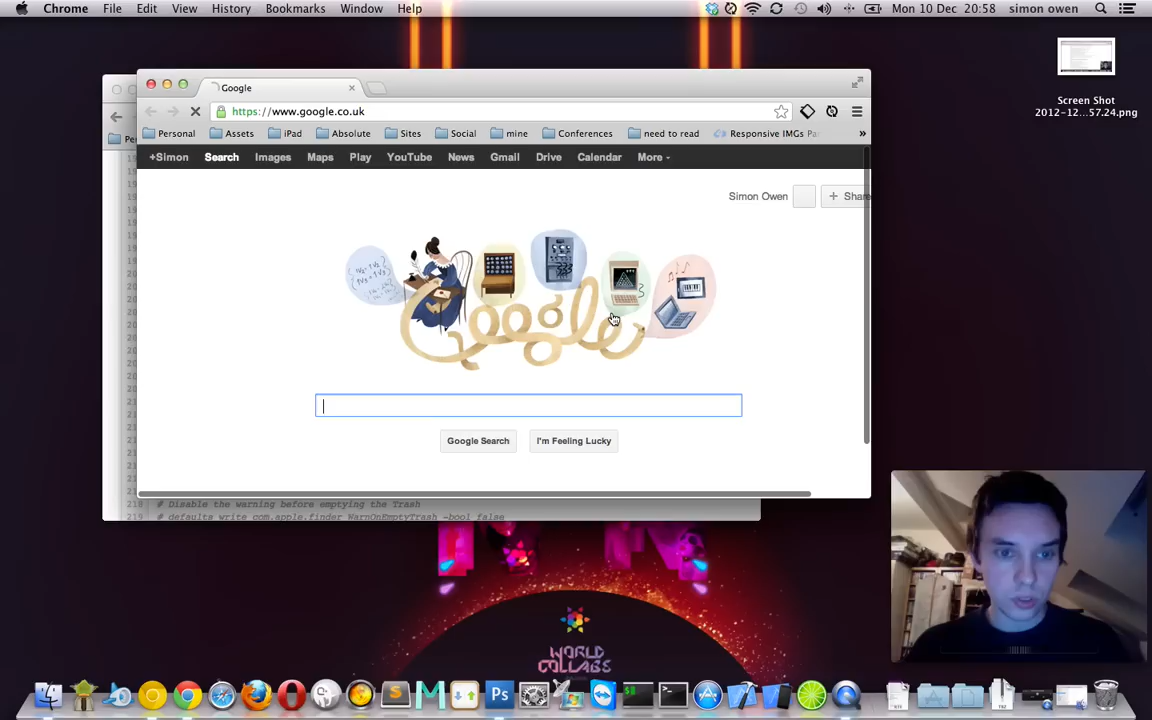 Chrome File Edit View History Bookmarks Window Help Mon 10 Dec 20:58 simon owen
Google
https://www.google.co.uk
Personal Assets iPad Absolute Sites Social mine Conferences need to read Responsive IMGs Pa »
+Simon Search Images Maps Play YouTube News Gmail Drive Calendar More
Simon Owen + Share
Google Search I'm Feeling Lucky
218 # Disable the warning before emptying the Trash
219 # defaults write com.apple.finder WarnOnEmptyTrash -bool false
Screen Shot
2012-12...57.24.png
WORLD
COLLABS